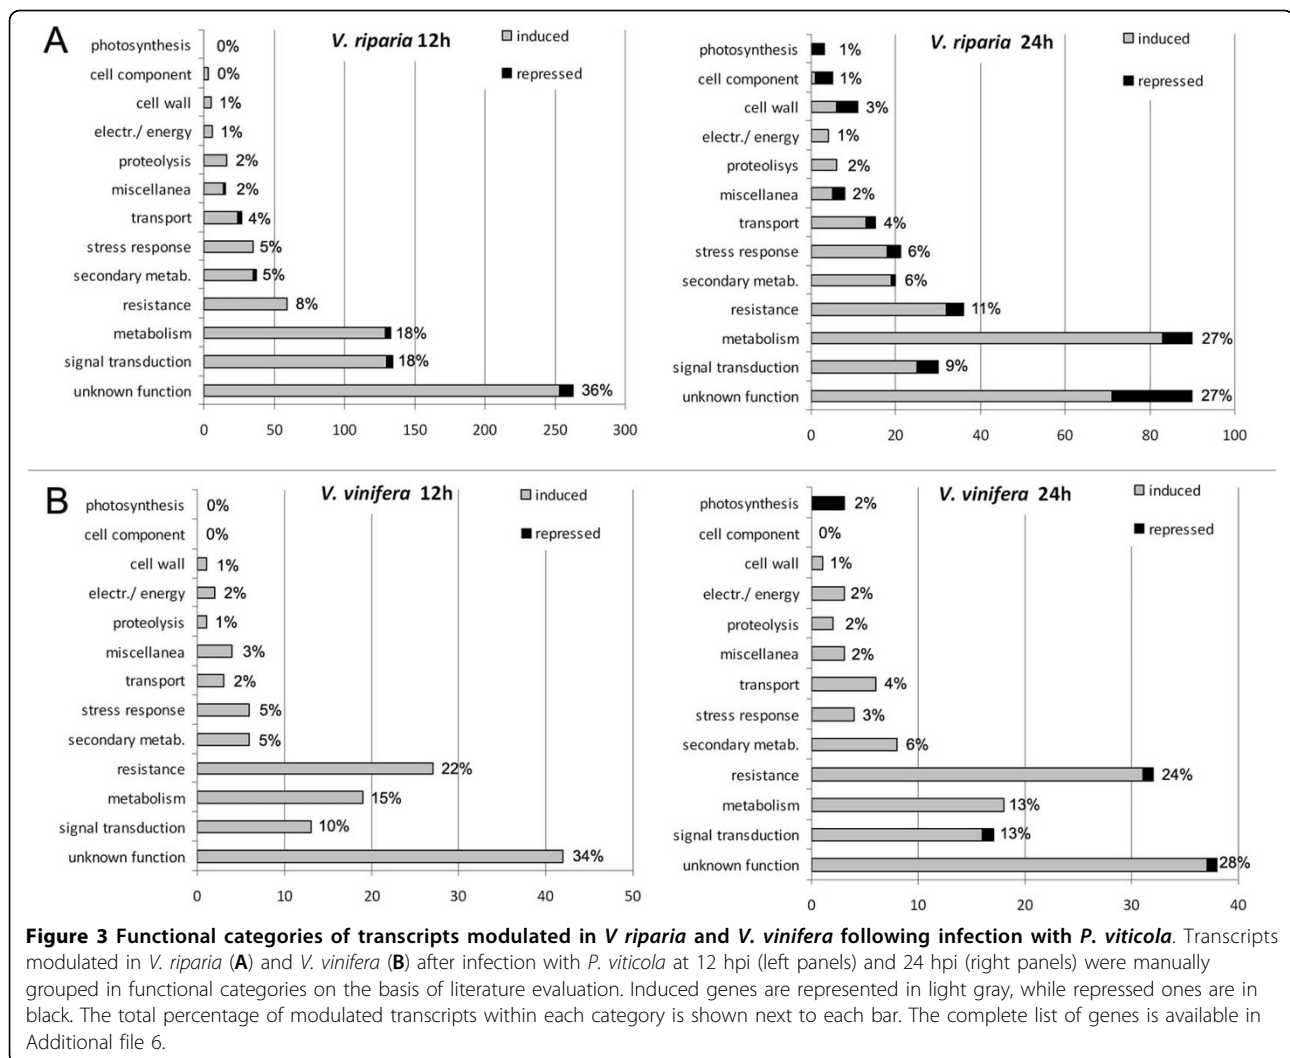 A
V. riparia 12h
induced
repressed
photosynthesis 0%
cell component 0%
cell wall 1%
electr./ energy 1%
proteolysis 2%
miscellanea 2%
transport 4%
stress response 5%
secondary metab. 5%
resistance 8%
metabolism 18%
signal transduction 18%
unknown function 36%
0 50 100 150 200 250 300
V. riparia 24h
induced
repressed
photosynthesis 1%
cell component 1%
cell wall 3%
electr./ energy 1%
proteolisys 2%
miscellanea 2%
transport 4%
stress response 6%
secondary metab. 6%
resistance 11%
metabolism 27%
signal transduction 9%
unknown function 27%
0 20 40 60 80 100
B
V. vinifera 12h
induced
repressed
photosynthesis 0%
cell component 0%
cell wall 1%
electr./ energy 2%
proteolysis 1%
miscellanea 3%
transport 2%
stress response 5%
secondary metab. 5%
resistance 22%
metabolism 15%
signal transduction 10%
unknown function 34%
0 10 20 30 40 50
V. vinifera 24h
induced
repressed
photosynthesis 2%
cell component 0%
cell wall 1%
electr./ energy 2%
proteolysis 2%
miscellanea 2%
transport 4%
stress response 3%
secondary metab. 6%
resistance 24%
metabolism 13%
signal transduction 13%
unknown function 28%
0 10 20 30 40
Figure 3 Functional categories of transcripts modulated in V riparia and V. vinifera following infection with P. viticola. Transcripts
modulated in V. riparia (A) and V. vinifera (B) after infection with P. viticola at 12 hpi (left panels) and 24 hpi (right panels) were manually
grouped in functional categories on the basis of literature evaluation. Induced genes are represented in light gray, while repressed ones are in
black. The total percentage of modulated transcripts within each category is shown next to each bar. The complete list of genes is available in
Additional file 6.